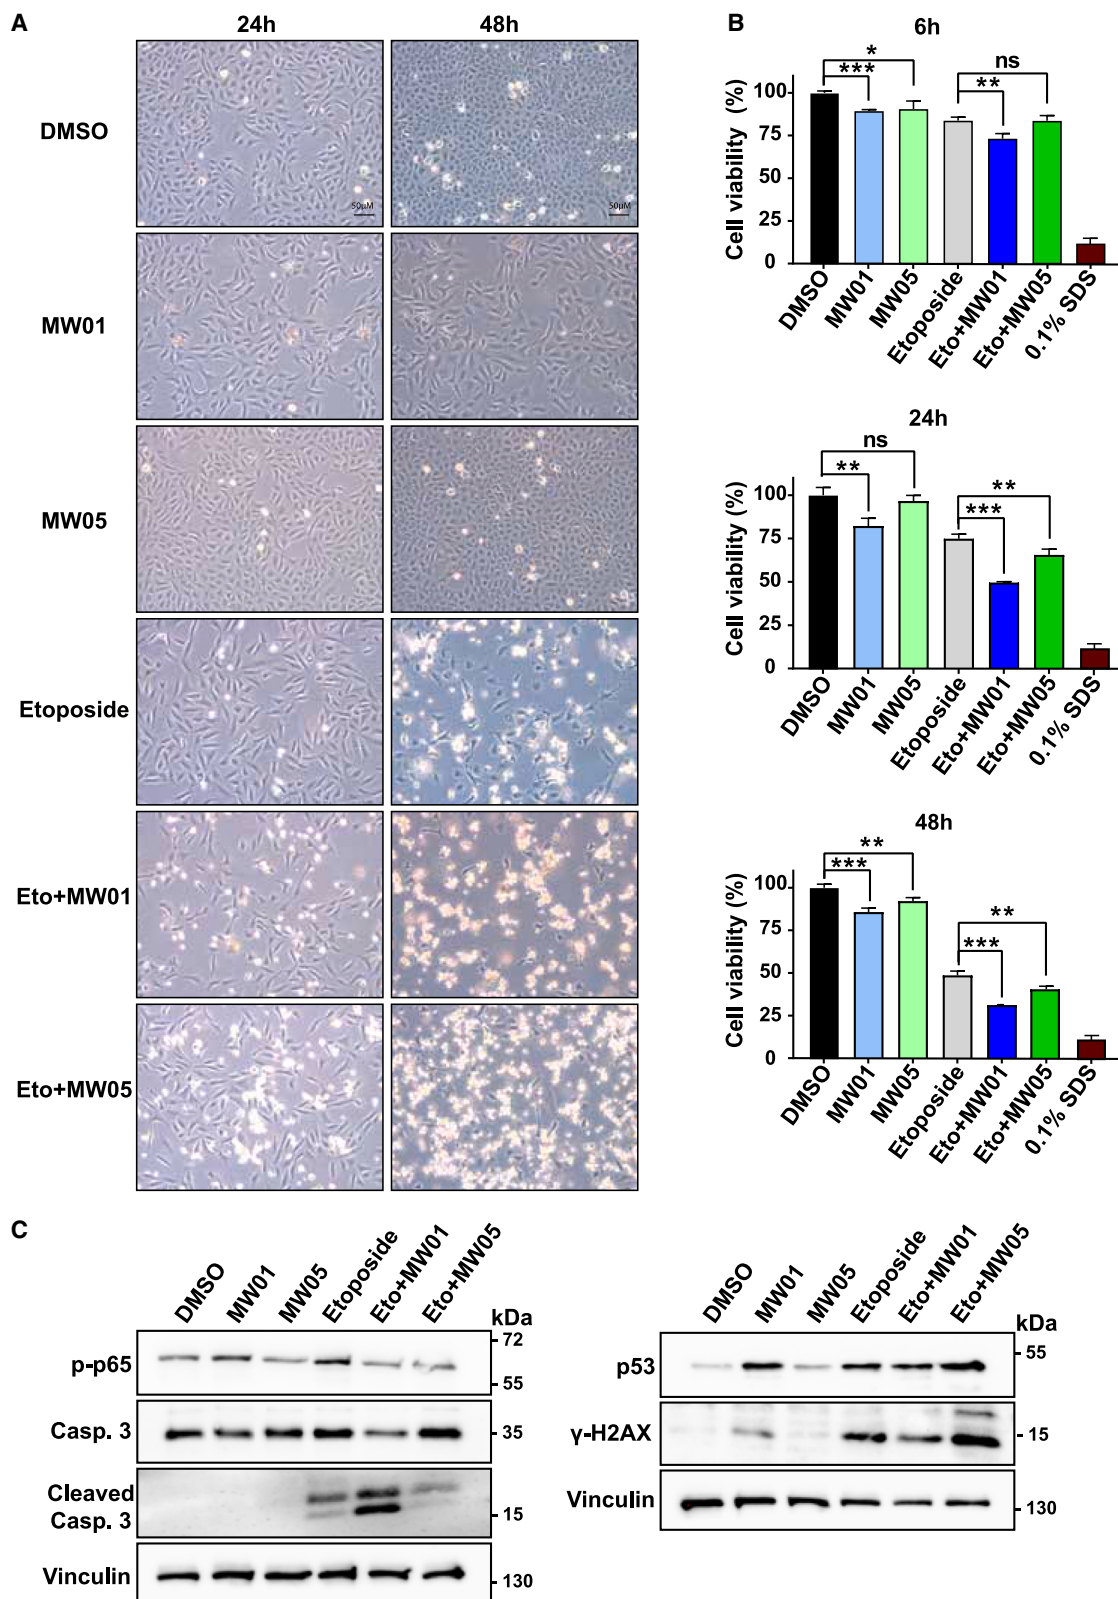 A
24h
48h
DMSO
50µM
50µM
MW01
MW05
Etoposide
Eto+MW01
Eto+MW05
B
6h
Cell viability (%)
100
75
50
25
0
*
***
ns
**
DMSO
MW01
MW05
Etoposide
Eto+MW01
Eto+MW05
0.1% SDS
24h
Cell viability (%)
100
75
50
25
0
ns
**
**
***
DMSO
MW01
MW05
Etoposide
Eto+MW01
Eto+MW05
0.1% SDS
48h
Cell viability (%)
100
75
50
25
0
**
***
**
***
DMSO
MW01
MW05
Etoposide
Eto+MW01
Eto+MW05
0.1% SDS
C
DMSO
MW01
MW05
Etoposide
Eto+MW01
Eto+MW05
kDa
p-p65
72
55
Casp. 3
35
Cleaved
Casp. 3
15
Vinculin
130
DMSO
MW01
MW05
Etoposide
Eto+MW01
Eto+MW05
kDa
p53
55
γ-H2AX
15
Vinculin
130